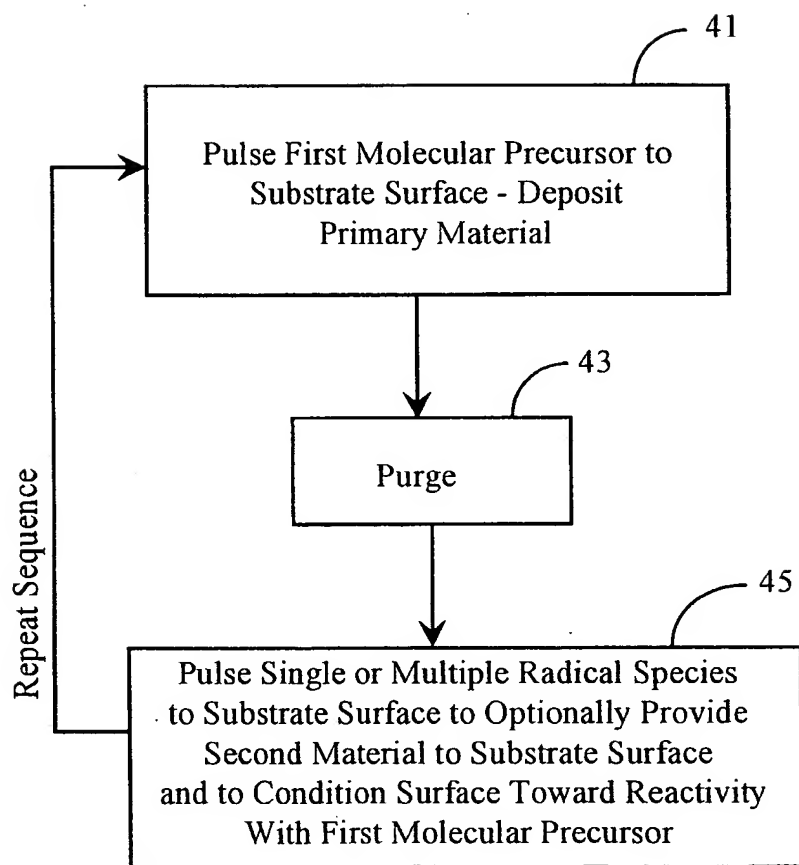 41
Pulse First Molecular Precursor to
Substrate Surface - Deposit
Primary Material
43
Purge
Repeat Sequence
45
Pulse Single or Multiple Radical Species
to Substrate Surface to Optionally Provide
Second Material to Substrate Surface
and to Condition Surface Toward Reactivity
With First Molecular Precursor